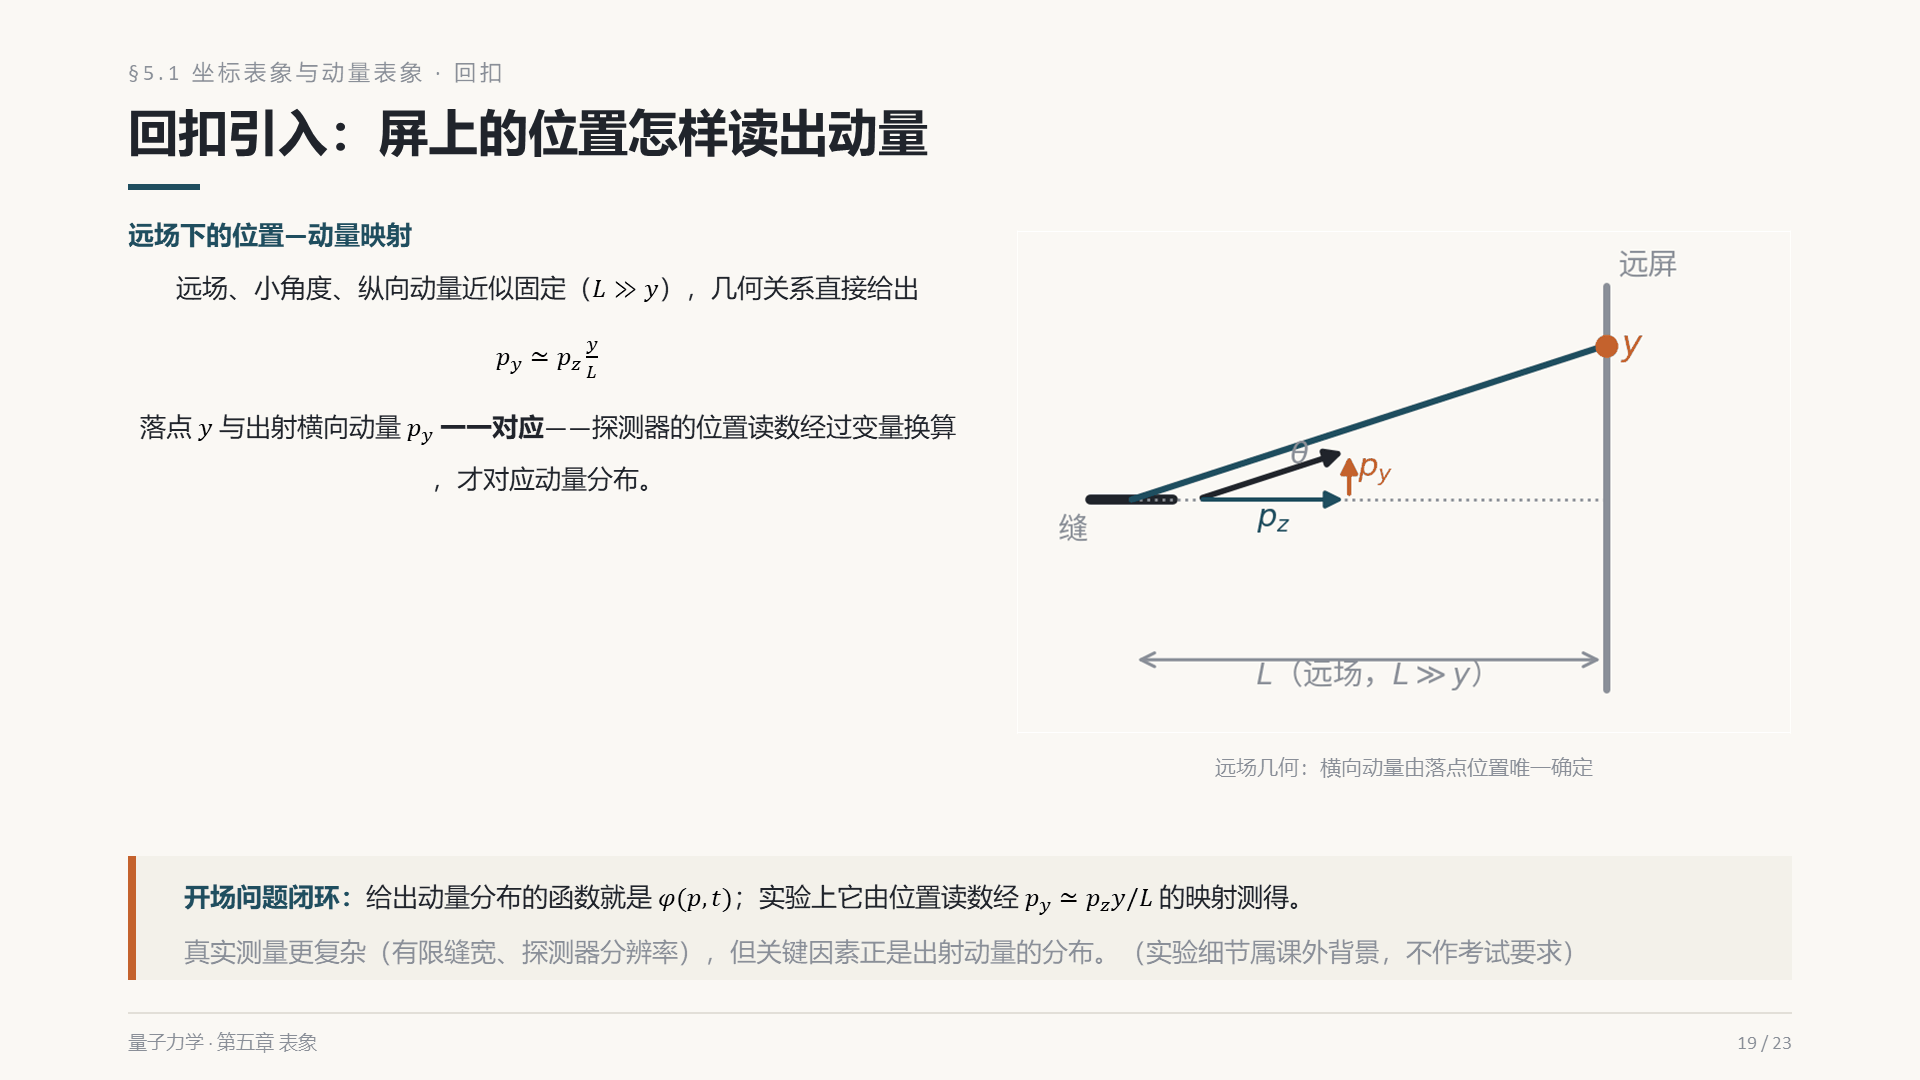 §5.1 坐标表象与动量表象 · 回扣
回扣引入：屏上的位置怎样读出动量
远场下的位置—动量映射
远场、小角度、纵向动量近似固定（L ≫ y），几何关系直接给出
p_y ≃ p_z y/L
落点 y 与出射横向动量 p_y 一一对应——探测器的位置读数经过变量换算
，才对应动量分布。
远屏
y
θ
p_y
p_z
缝
L（远场，L ≫ y）
远场几何：横向动量由落点位置唯一确定
开场问题闭环：给出动量分布的函数就是 φ(p,t)；实验上它由位置读数经 p_y ≃ p_z y/L 的映射测得。
真实测量更复杂（有限缝宽、探测器分辨率），但关键因素正是出射动量的分布。（实验细节属课外背景，不作考试要求）
量子力学 · 第五章 表象
19 / 23